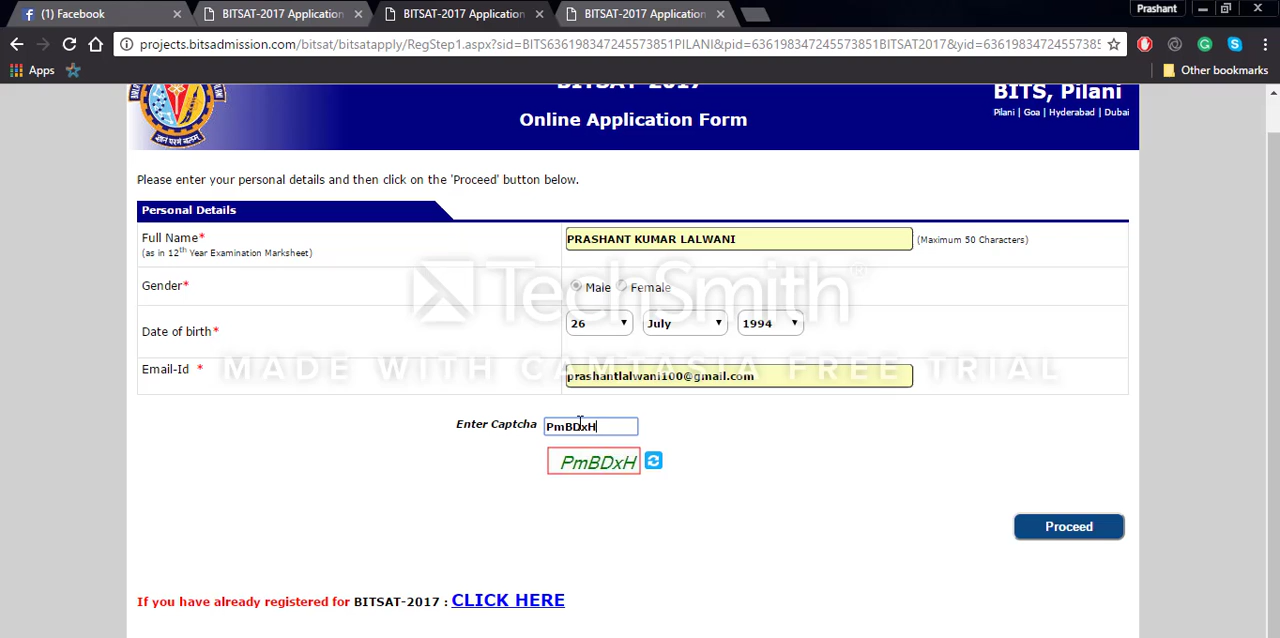 (1) Facebook
BITSAT-2017 Application
BITSAT-2017 Application
BITSAT-2017 Application
Prashant
projects.bitsadmission.com/bitsat/bitsatapply/RegStep1.aspx?sid=BITS636198347245573851PILANI&pid=636198347245573851BITSAT2017&yid=63619834724557385
Apps
Other bookmarks
BITSAT-2017
BITS, Pilani
Online Application Form
Pilani | Goa | Hyderabad | Dubai
Please enter your personal details and then click on the 'Proceed' button below.
Personal Details
Full Name*
PRASHANT KUMAR LALWANI
(Maximum 50 Characters)
(as in 12th Year Examination Marksheet)
Gender*
Male Female
TechSmith®
Date of birth*
26 July 1994
Email-Id *
MADE WITH CAMTASIA FREE TRIAL
prashantlalwani100@gmail.com
Enter Captcha PmBDxH
PmBDxH
Proceed
If you have already registered for BITSAT-2017 : CLICK HERE